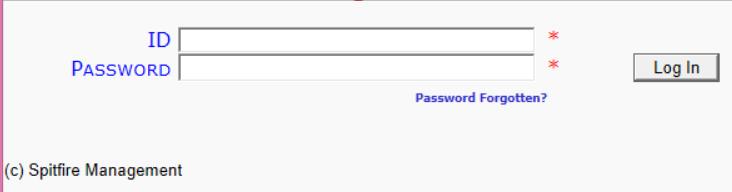 ID *
PASSWORD * Log In
Password Forgotten?
(c) Spitfire Management